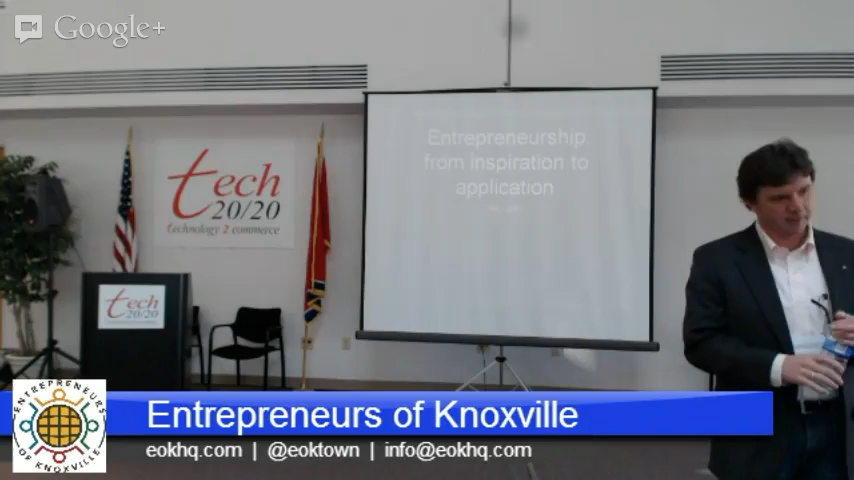 Google+
Entrepreneurship
from inspiration to
application
tech
20/20
technology 2 commerce
tech
20/20
ENTREPRENEURS
OF KNOXVILLE
Entrepreneurs of Knoxville
eokhq.com | @eoktown | info@eokhq.com